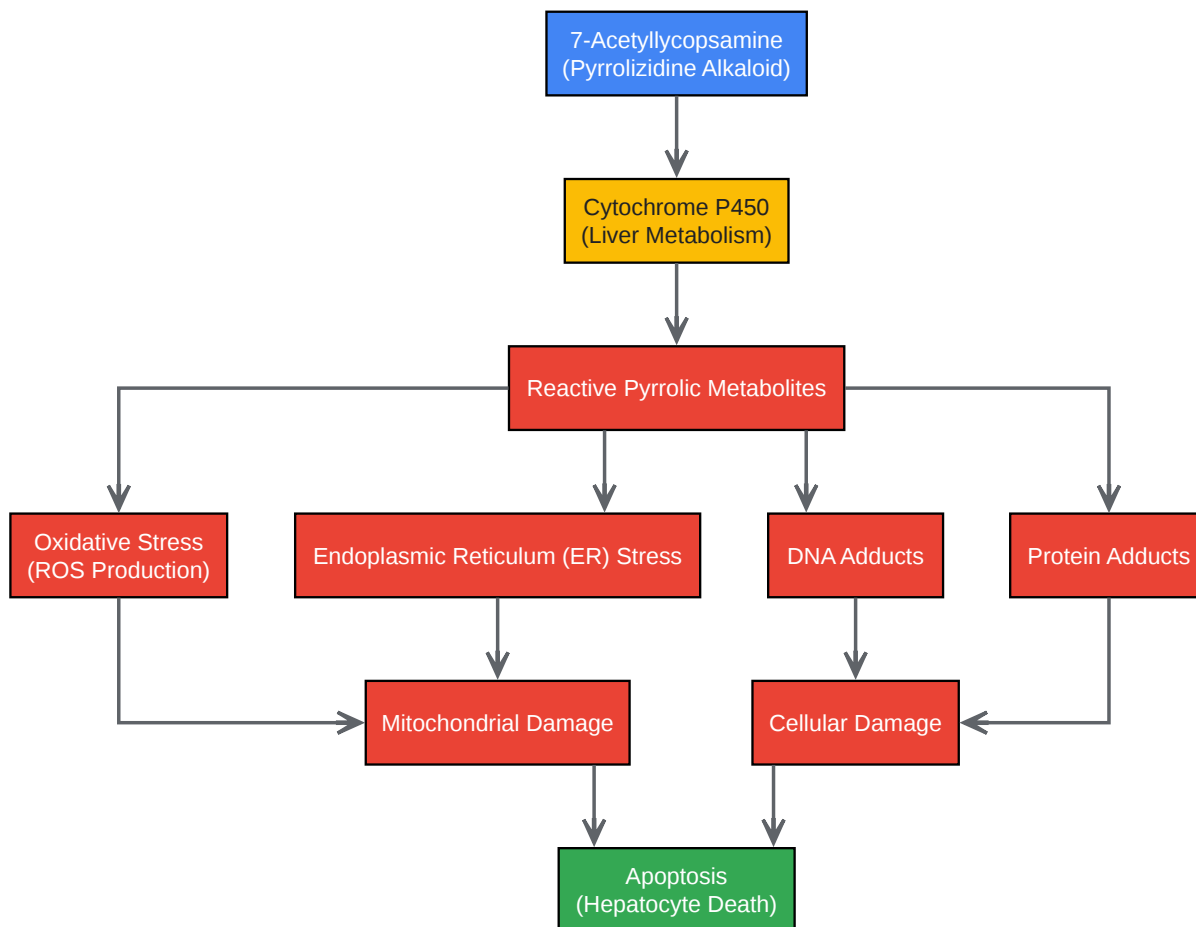 7-Acetyllycopsamine
(Pyrrolizidine Alkaloid)
Cytochrome P450
(Liver Metabolism)
Reactive Pyrrolic Metabolites
Oxidative Stress
(ROS Production)
Endoplasmic Reticulum (ER) Stress
DNA Adducts
Protein Adducts
Mitochondrial Damage
Cellular Damage
Apoptosis
(Hepatocyte Death)